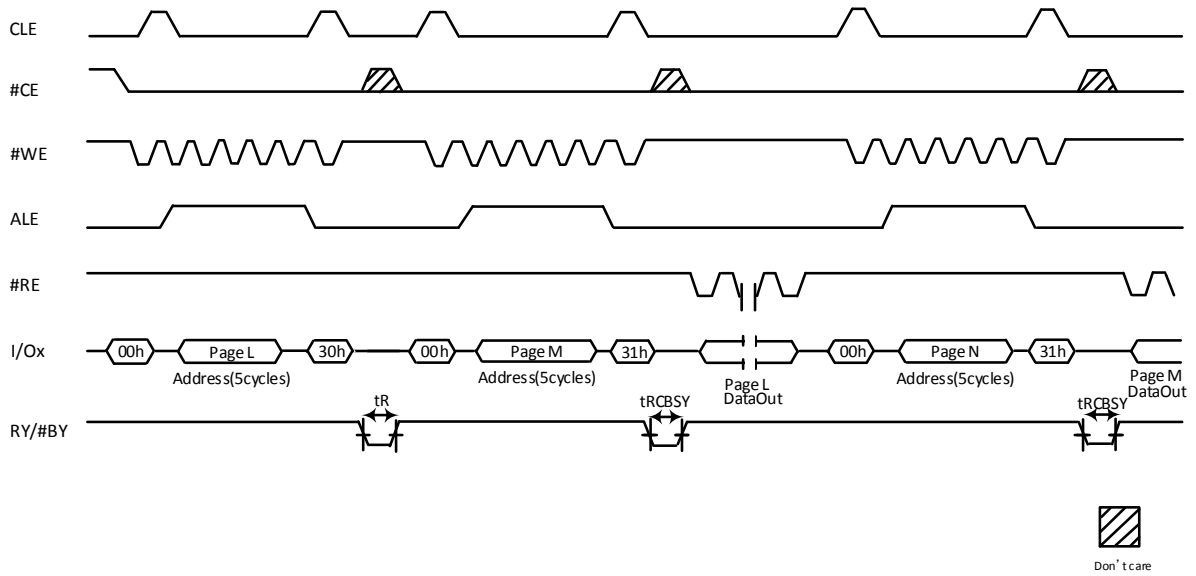 CLE
#CE
#WE
ALE
#RE
I/Ox
00h
Page L
30h
00h
Page M
31h
00h
Page N
31h
Address(5cycles)
Address(5cycles)
Page L
DataOut
Address(5cycles)
Page M
DataOut
RY/#BY
tR
tRCBSY
tRCBSY
Don’t care